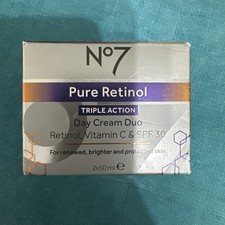 No7
Pure Retinol
TRIPLE ACTION
Day Cream Duo
Retinol, Vitamin C & SPF 30
For renewed, brighter and protected skin
2x50ml e